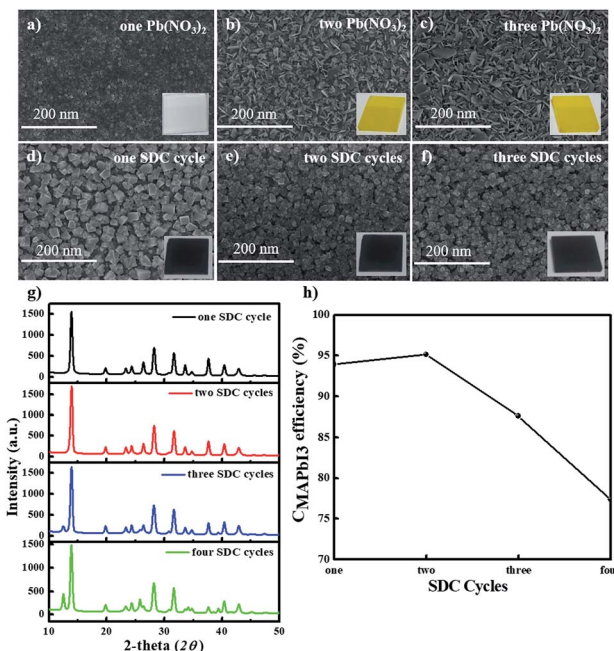 a) one Pb(NO₃)₂
b) two Pb(NO₃)₂
c) three Pb(NO₃)₂
200 nm
200 nm
200 nm
d) one SDC cycle
e) two SDC cycles
f) three SDC cycles
200 nm
200 nm
200 nm
g)
1500
1000
500
0
one SDC cycle
1500
1000
500
0
two SDC cycles
1500
1000
500
0
three SDC cycles
1500
1000
500
0
four SDC cycles
10 20 30 40 50
2-theta (2θ)
Intensity (a.u.)
h)
100
95
90
85
80
75
70
one two three four
SDC Cycles
CMAPbI3 efficiency (%)